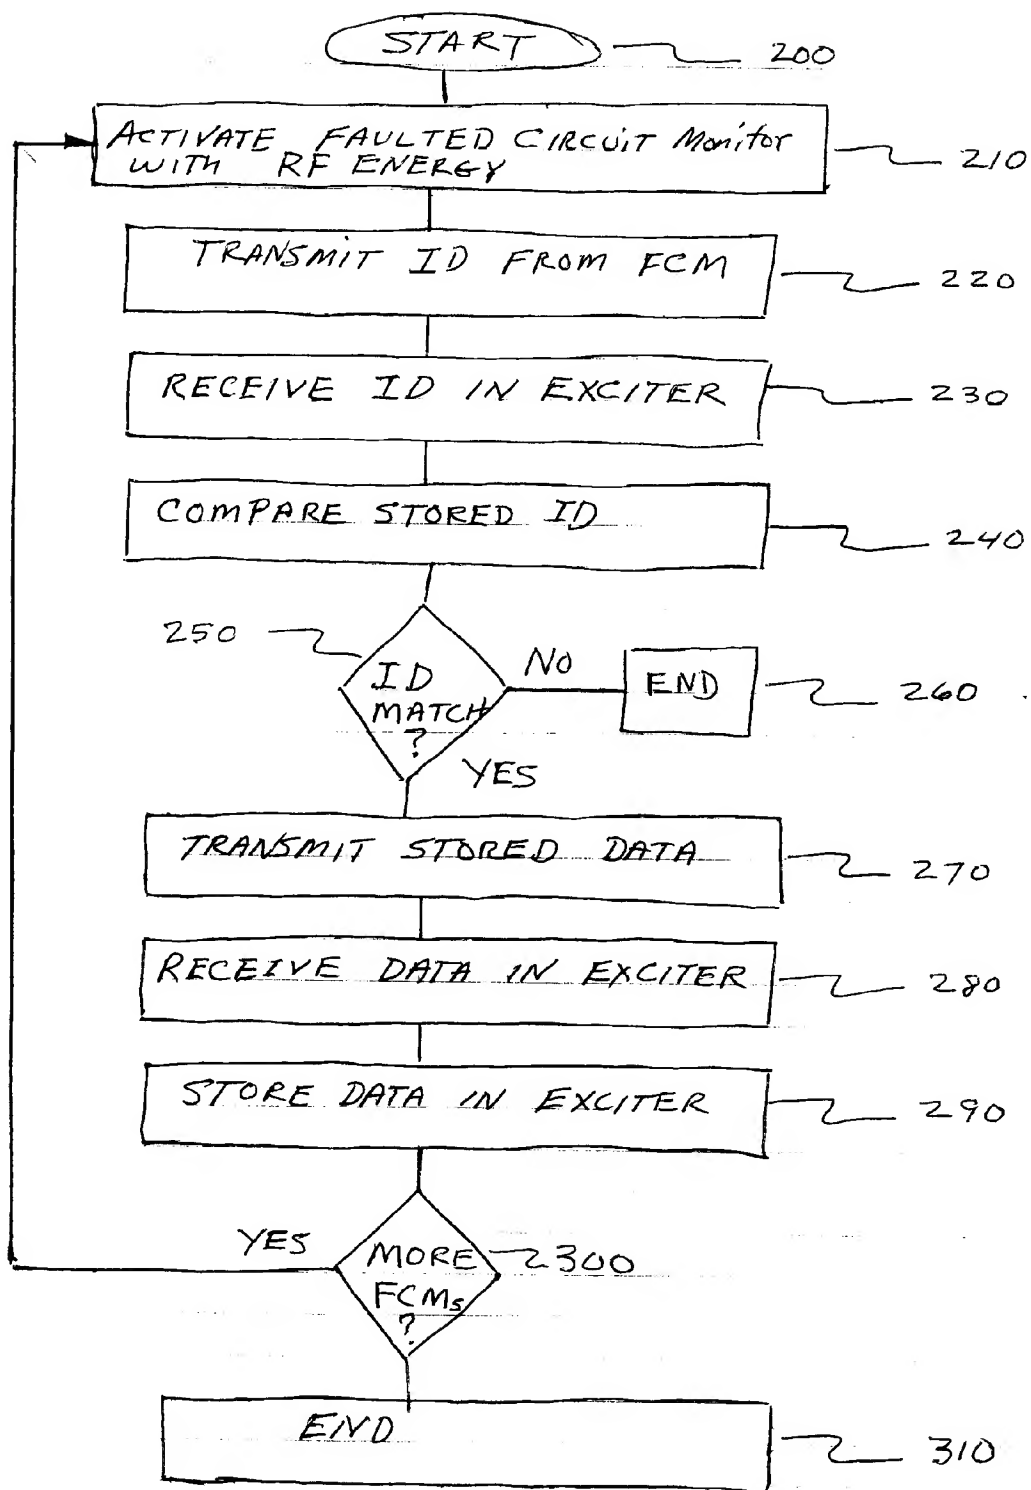 START 200
ACTIVATE FAULTED CIRCUIT Monitor
WITH RF ENERGY
210
TRANSMIT ID FROM FCM
220
RECEIVE ID IN EXCITER
230
COMPARE STORED ID
240
250
ID
MATCH
?
NO
END
260
YES
TRANSMIT STORED DATA
270
RECEIVE DATA IN EXCITER
280
STORE DATA IN EXCITER
290
YES
MORE
FCMs
?
300
END
310